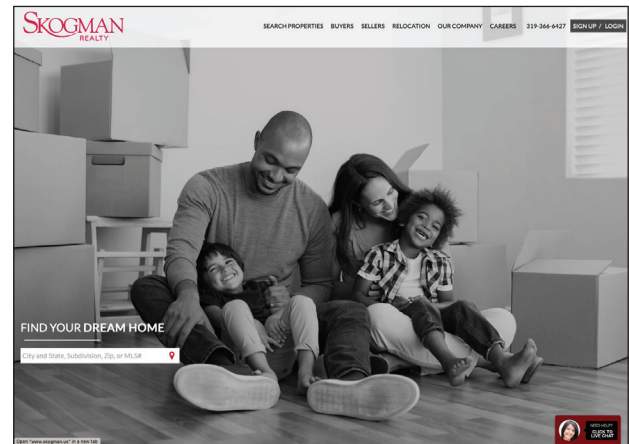 SKOGMAN
REALTY
SEARCH PROPERTIES BUYERS SELLERS RELOCATION OUR COMPANY CAREERS 319-366-6427 SIGN UP / LOGIN
FIND YOUR DREAM HOME
City and State, Subdivision, Zip, or MLS#
NEED HELP?
CLICK TO
LIVE CHAT
Open "www.skogman.us" in a new tab